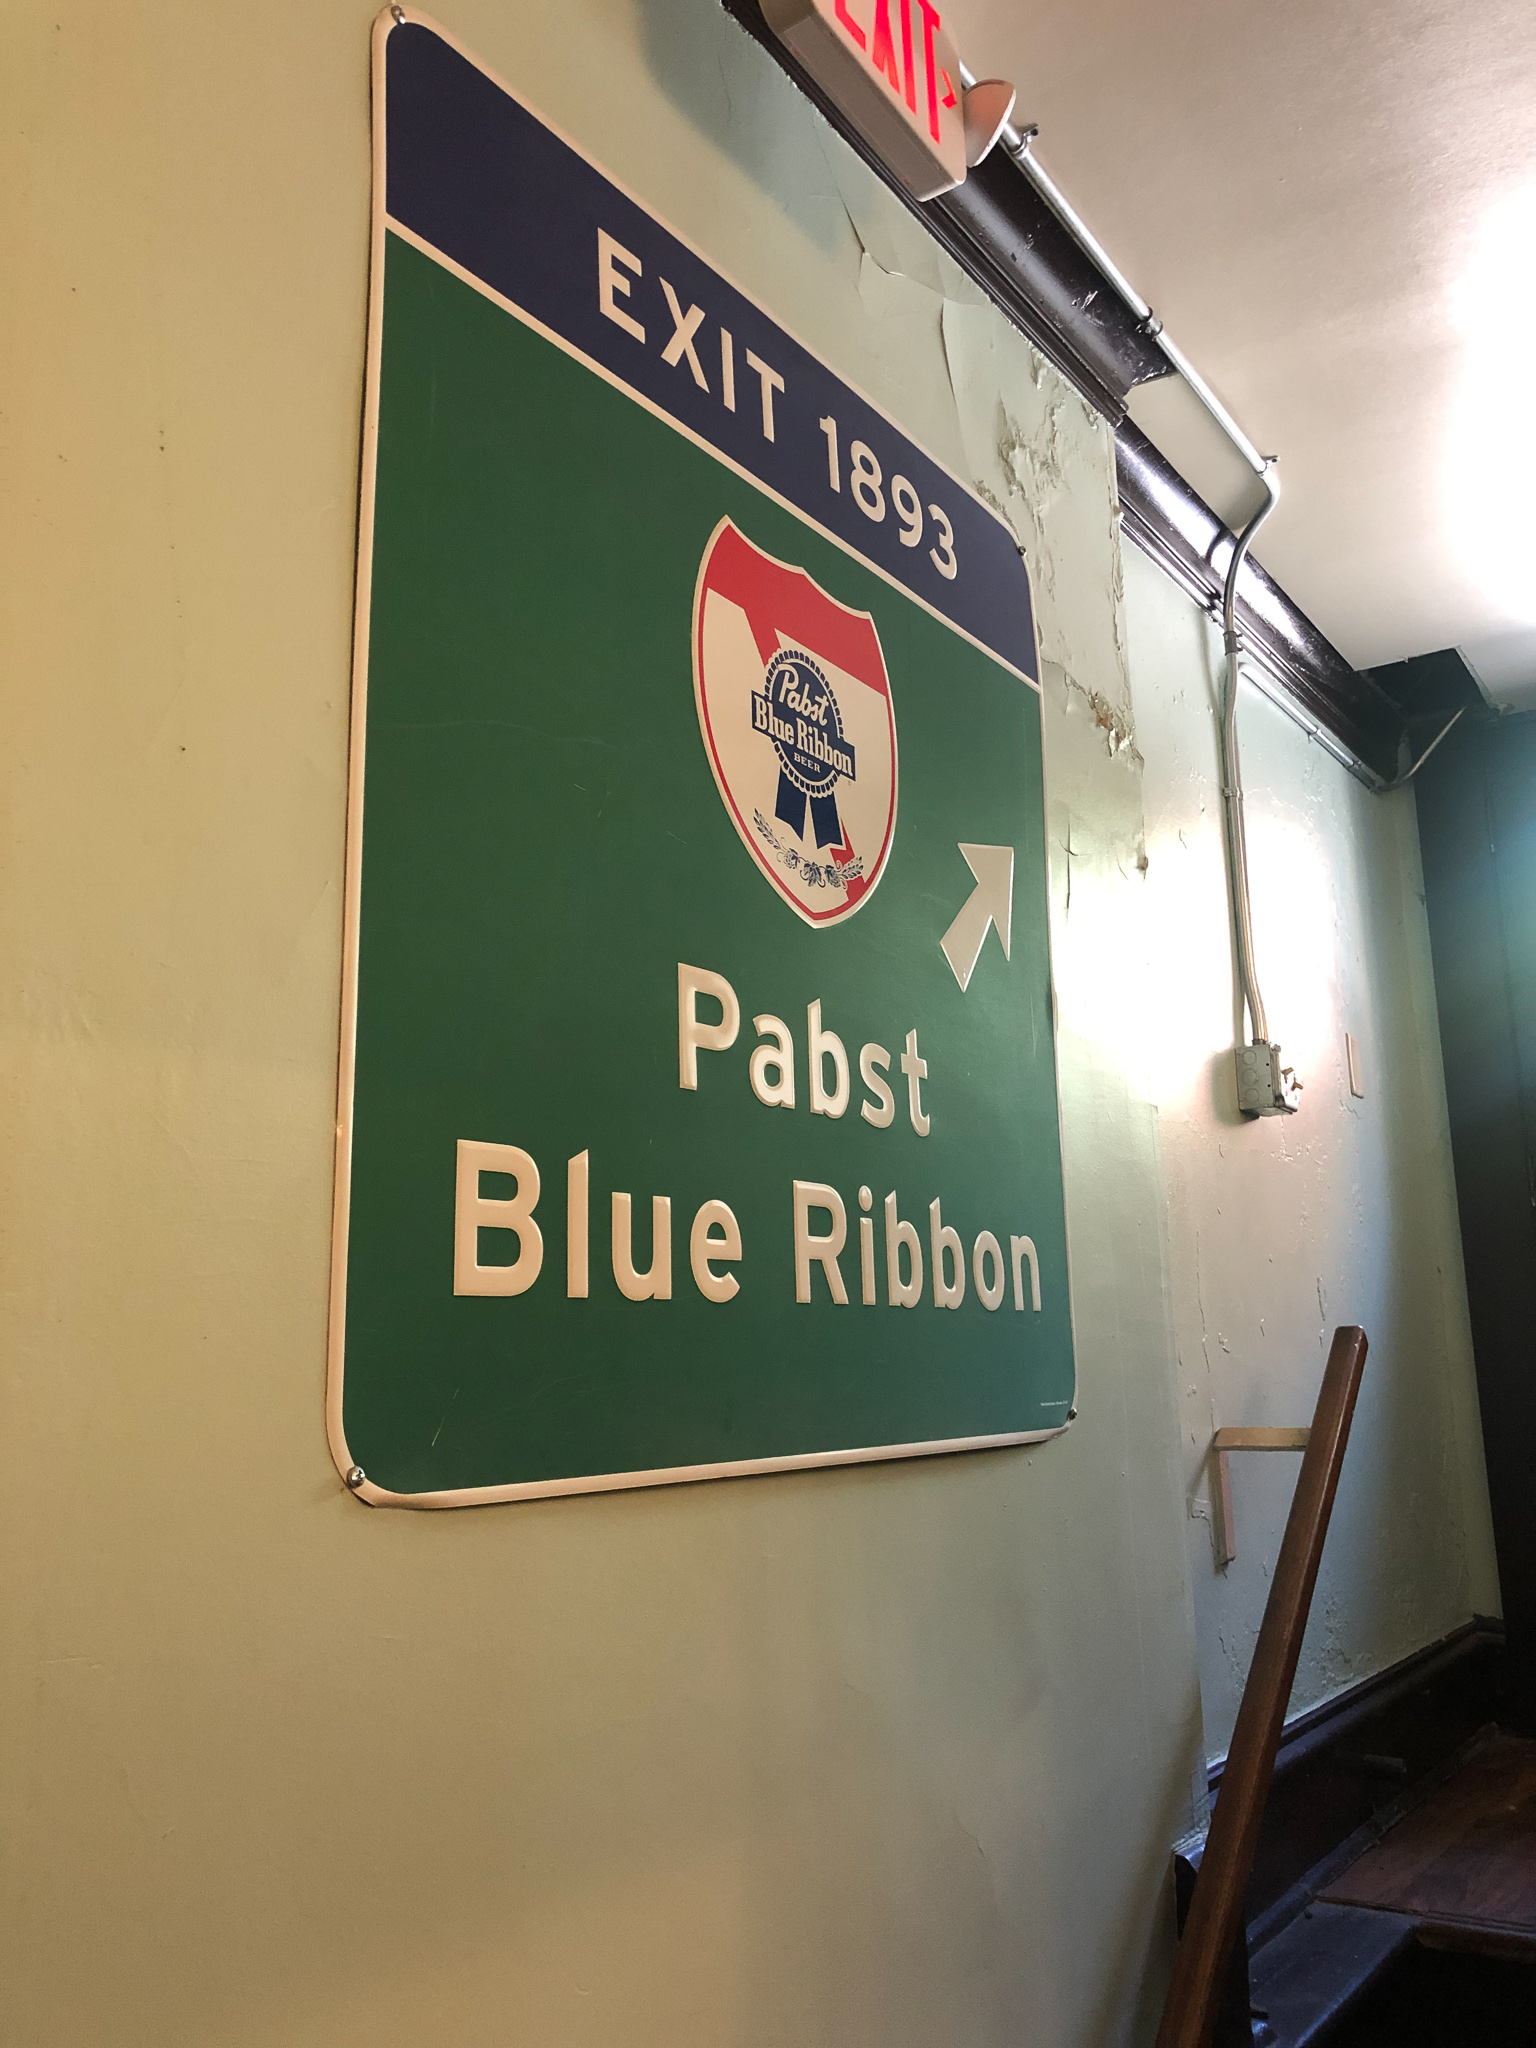 EXIT
EXIT 1893
Pabst
Blue Ribbon
BEER
Pabst
Blue Ribbon